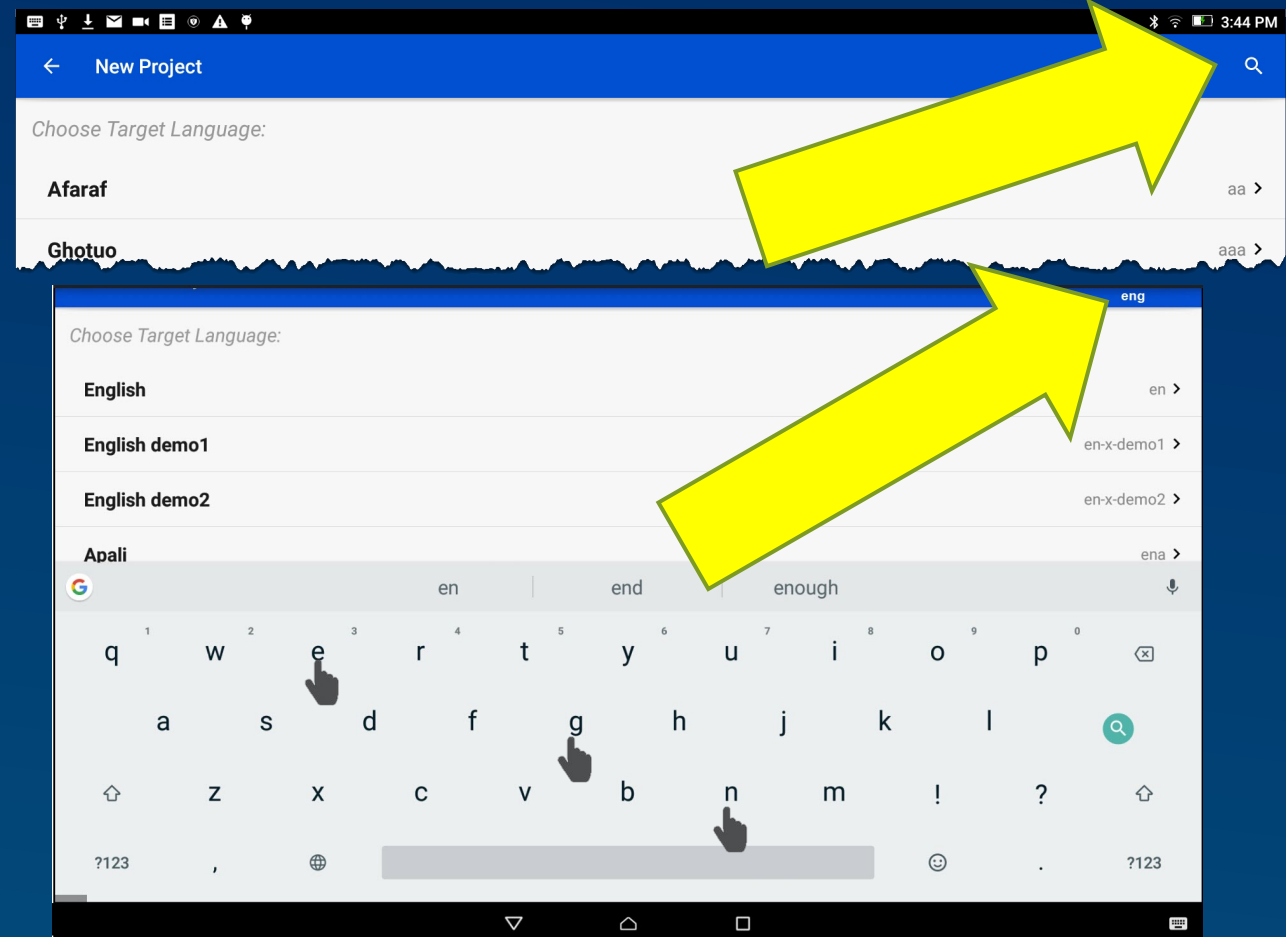 3:44 PM
New Project
Choose Target Language:
Afaraf aa
Ghotuo aaa
eng
Choose Target Language:
English en
English demo1 en-x-demo1
English demo2 en-x-demo2
Apali ena
G en end enough
1 2 3 4 5 6 7 8 9 0
q w e r t y u i o p
a s d f g h j k l
z x c v b n m ! ?
?123 , . ?123